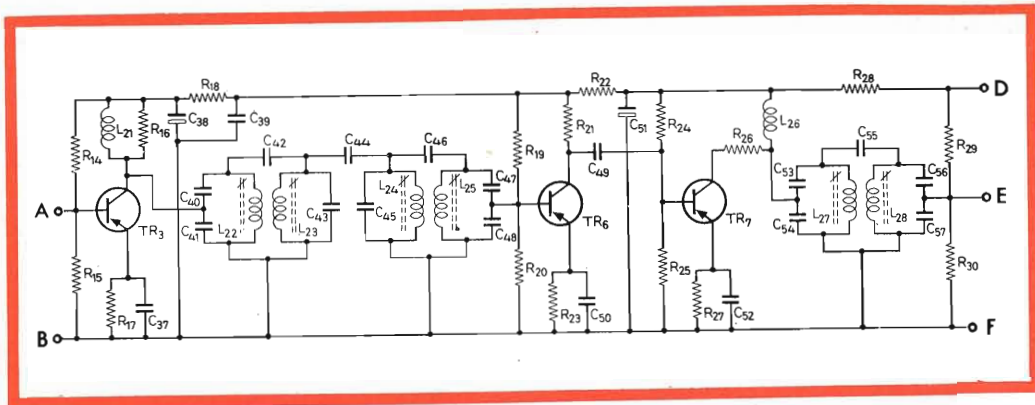 R28
D
R22
R18
C38
C39
L21
R16
R14
C42
C44
C46
R19
R21
C51
R24
L26
R29
C49
R26
C55
A
TR3
C40
C41
L22
L23
C43
L24
C45
L25
C47
C48
TR6
TR7
C53
C54
L27
L28
C56
C57
E
R15
R17
C37
R20
R23
C50
R25
R27
C52
R30
B
F